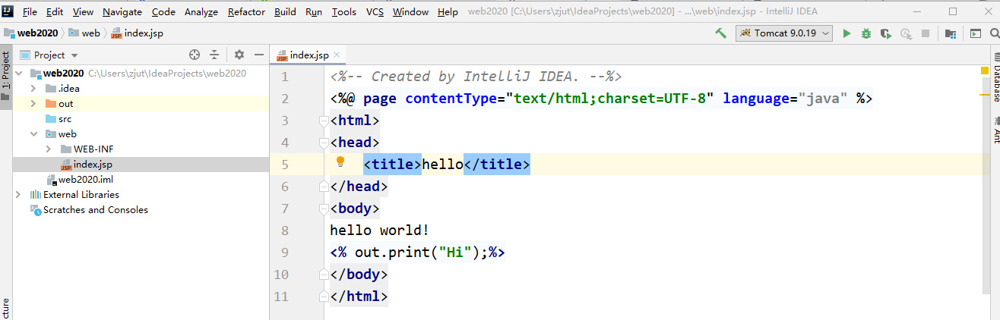 File Edit View Navigate Code Analyze Refactor Build Run Tools VCS Window Help web2020 [C:\Users\zjut\IdeaProjects\web2020] - ...\web\index.jsp - IntelliJ IDEA
web2020 web index.jsp Tomcat 9.0.19
1: Project
Project
web2020 C:\Users\zjut\IdeaProjects\web2020
.idea
out
src
web
WEB-INF
index.jsp
web2020.iml
External Libraries
Scratches and Consoles
cture
index.jsp
1 <%-- Created by IntelliJ IDEA. --%>
2 <%@ page contentType="text/html;charset=UTF-8" language="java" %>
3 <html>
4 <head>
5 <title>hello</title>
6 </head>
7 <body>
8 hello world!
9 <% out.print("Hi");%>
10 </body>
11 </html>
Database
Ant